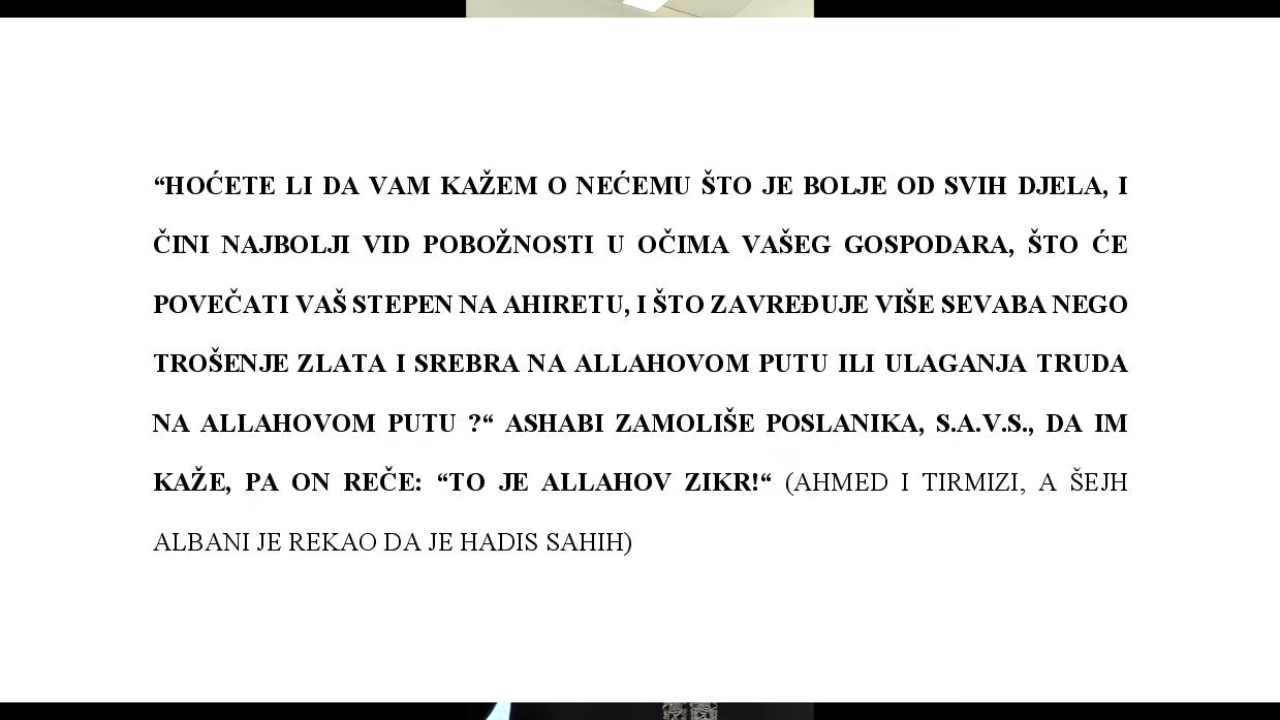 “HOĆETE LI DA VAM KAŽEM O NEĆEMU ŠTO JE BOLJE OD SVIH DJELA, I
ČINI NAJBOLJI VID POBOŽNOSTI U OČIMA VAŠEG GOSPODARA, ŠTO ĆE
POVEČATI VAŠ STEPEN NA AHIRETU, I ŠTO ZAVREĐUJE VIŠE SEVABA NEGO
TROŠENJE ZLATA I SREBRA NA ALLAHOVOM PUTU ILI ULAGANJA TRUDA
NA ALLAHOVOM PUTU ?“ ASHABI ZAMOLIŠE POSLANIKA, S.A.V.S., DA IM
KAŽE, PA ON REČE: “TO JE ALLAHOV ZIKR!“ (AHMED I TIRMIZI, A ŠEJH
ALBANI JE REKAO DA JE HADIS SAHIH)